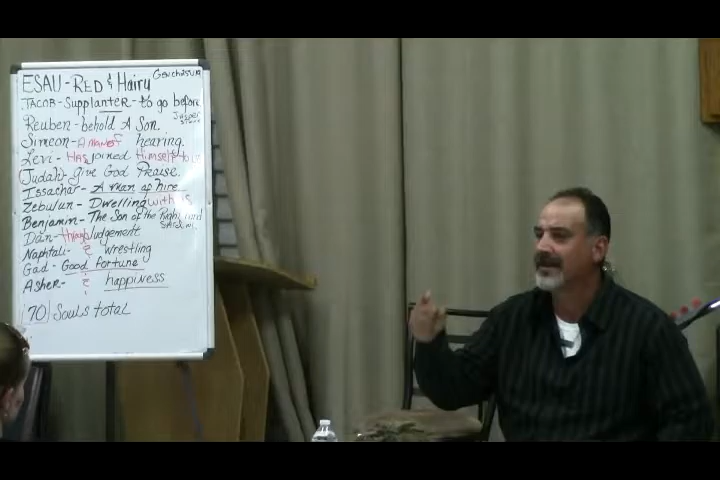 ESAU - RED & Hairy
JACOB - Supplanter - to go before
Reuben - behold A Son.
Simeon - A man of hearing.
Levi - Has joined Himself to
Judah - give God Praise.
Issachar - A man of hire
Zebulun - Dwelling with
Benjamin - The Son of the Right
Dan - Judgement
Naphtali - & wrestling
Gad - Good fortune
Asher - & happiness
70 Souls total